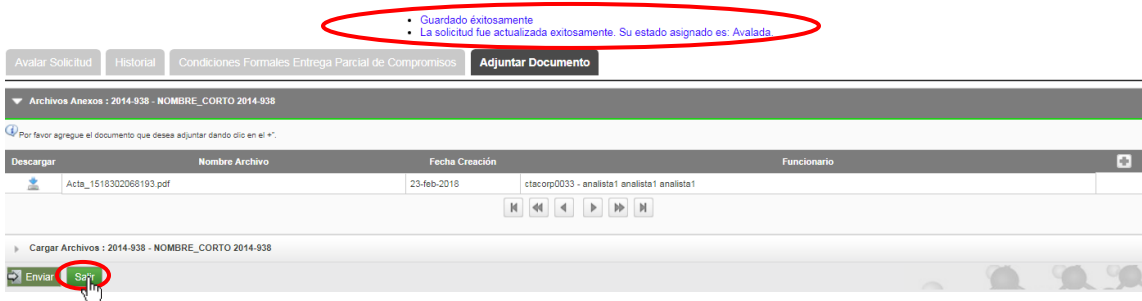 Guardado éxitosamente
La solicitud fue actualizada exitosamente. Su estado asignado es: Avalada.
Avalar Solicitud Historial Condiciones Formales Entrega Parcial de Compromisos Adjuntar Documento
Archivos Anexos : 2014-938 - NOMBRE_CORTO 2014-938
Por favor agregue el documento que desea adjuntar dando clic en el +".
Descargar Nombre Archivo Fecha Creación Funcionario
Acta_1518302068193.pdf 23-feb-2018 ctacorp0033 - analista1 analista1 analista1
Cargar Archivos : 2014-938 - NOMBRE_CORTO 2014-938
Enviar Salir